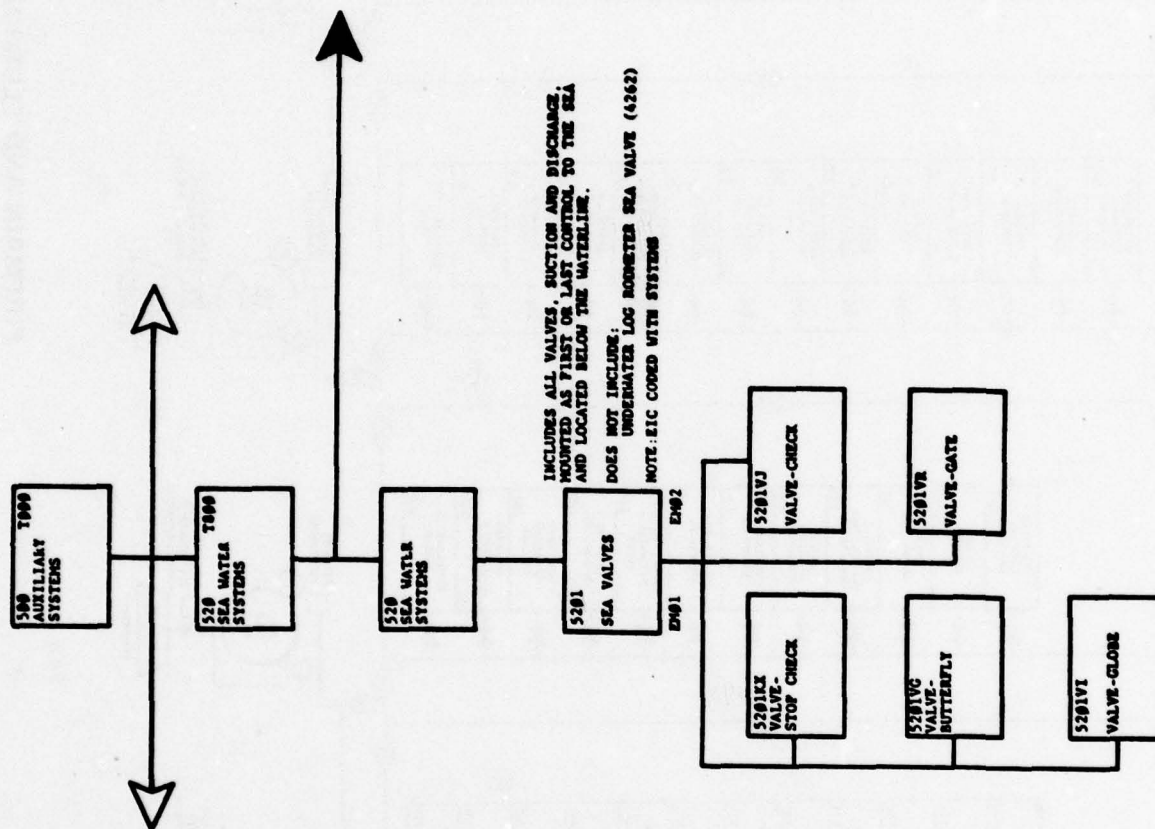 500 T000
AUXILIARY
SYSTEMS
520 T000
SEA WATER
SYSTEMS
520
SEA WATER
SYSTEMS
5201
SEA VALVES
EM01 EM02
INCLUDES ALL VALVES, SUCTION AND DISCHARGE,
MOUNTED AS FIRST OR LAST CONTROL TO THE SEA
AND LOCATED BELOW THE WATERLINE.
DOES NOT INCLUDE:
UNDERWATER LOG RODMETER SEA VALVE (4262)
NOTE: EIC CODED WITH SYSTEMS
5201KX
VALVE-
STOP CHECK
5201VJ
VALVE-CHECK
5201VC
VALVE-
BUTTERFLY
5201VR
VALVE-GATE
5201VI
VALVE-GLOBE